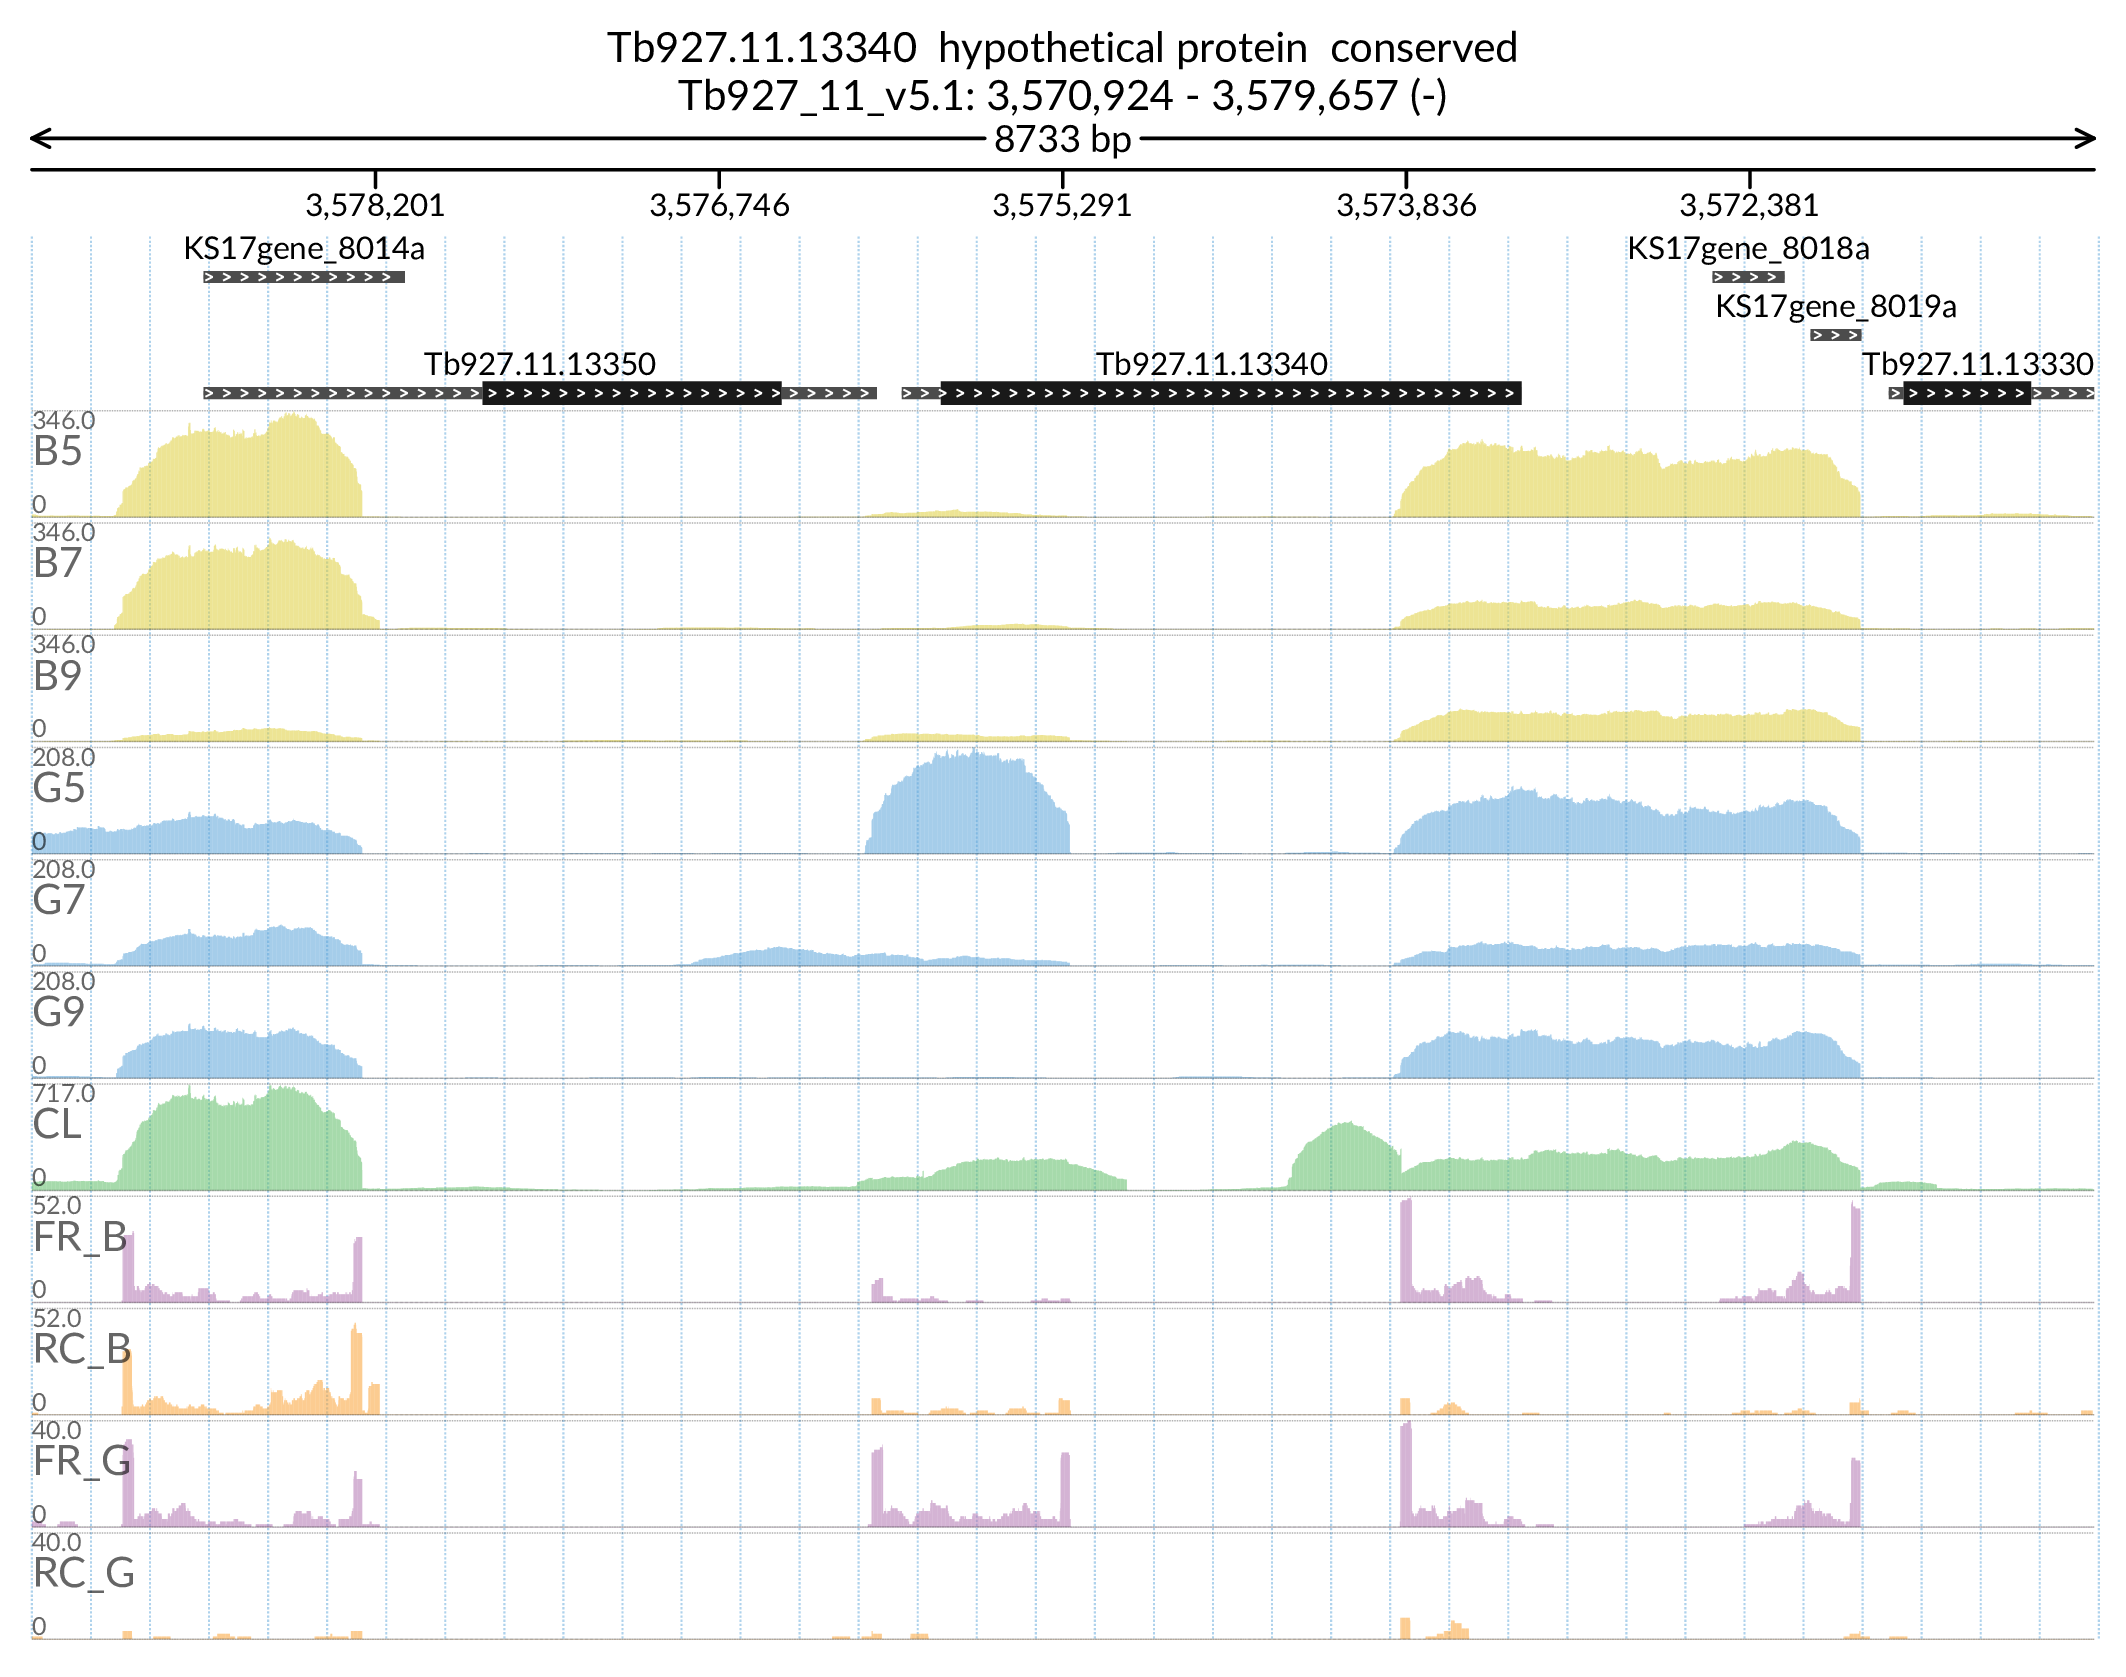 Tb927.11.13340  hypothetical protein  conserved
Tb927_11_v5.1: 3,570,924 - 3,579,657 (-)
8733 bp
3,578,201 3,576,746 3,575,291 3,573,836 3,572,381
KS17gene_8014a KS17gene_8018a
KS17gene_8019a
Tb927.11.13350 Tb927.11.13340 Tb927.11.13330
346.0
B5
0
346.0
B7
0
346.0
B9
0
208.0
G5
0
208.0
G7
0
208.0
G9
0
717.0
CL
0
52.0
FR_B
0
52.0
RC_B
0
40.0
FR_G
0
40.0
RC_G
0